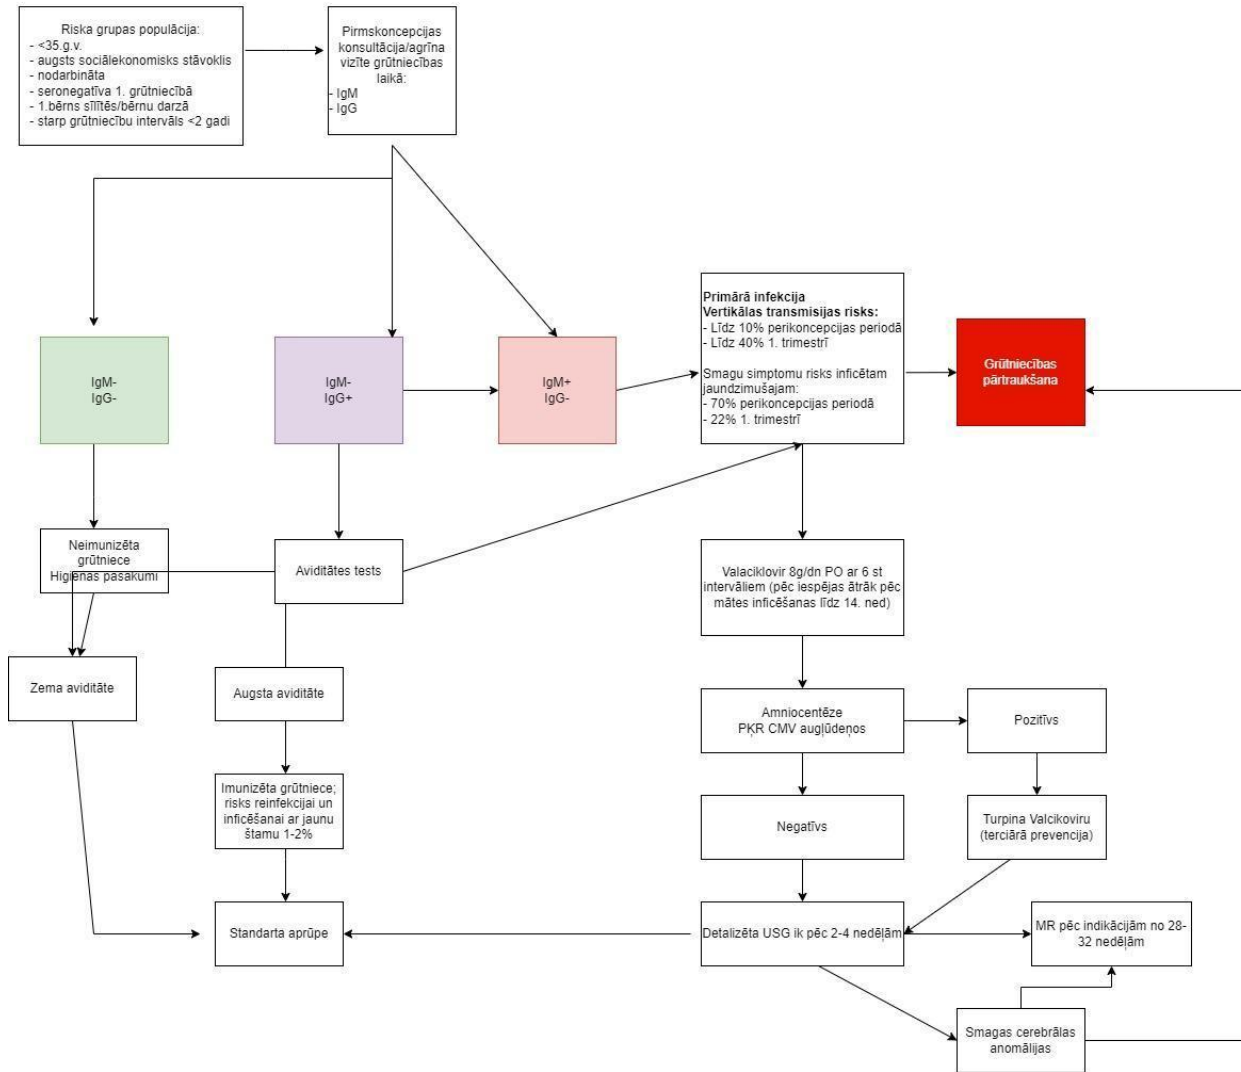 Riska grupas populācija:
- <35.g.v.
- augsts sociālekonomisks stāvoklis
- nodarbināta
- seronegatīva 1. grūtniecībā
- 1.bērns sīlītēs/bērnu darzā
- starp grūtniecību intervāls <2 gadi
Pirmskoncepcijas
konsultācija/agrīna
vizīte grūtniecības
laikā:
- IgM
- IgG
IgM-
IgG-
IgM-
IgG+
IgM+
IgG-
Primārā infekcija
Vertikālas transmisijas risks:
- Līdz 10% perikoncepcijas periodā
- Līdz 40% 1. trimestrī
Smagu simptomu risks inficētam
jaundzimušajam:
- 70% perikoncepcijas periodā
- 22% 1. trimestrī
Grūtniecības
pārtraukšana
Neimunizēta
grūtniece
Higienas pasakumi
Aviditātes tests
Valaciklovir 8g/dn PO ar 6 st
intervāliem (pēc iespējas ātrāk pēc
mātes inficēšanas līdz 14. ned)
Zema aviditāte
Augsta aviditāte
Amniocentēze
PĶR CMV augļūdeņos
Pozitīvs
Imunizēta grūtniece;
risks reinfekcijai un
inficēšanai ar jaunu
štamu 1-2%
Negatīvs
Turpina Valcikoviru
(terciārā prevencija)
Standarta aprūpe
Detalizēta USG ik pēc 2-4 nedēļām
MR pēc indikācijām no 28-
32 nedēļām
Smagas cerebrālas
anomālijas